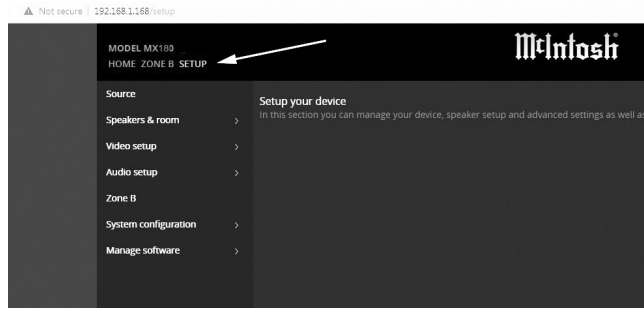 Not secure | 192.168.1.168/setup
MODEL MX180
McIntosh
HOME ZONE B SETUP
Source
Setup your device
In this section you can manage your device, speaker setup and advanced settings as well as
Speakers & room
Video setup
Audio setup
Zone B
System configuration
Manage software